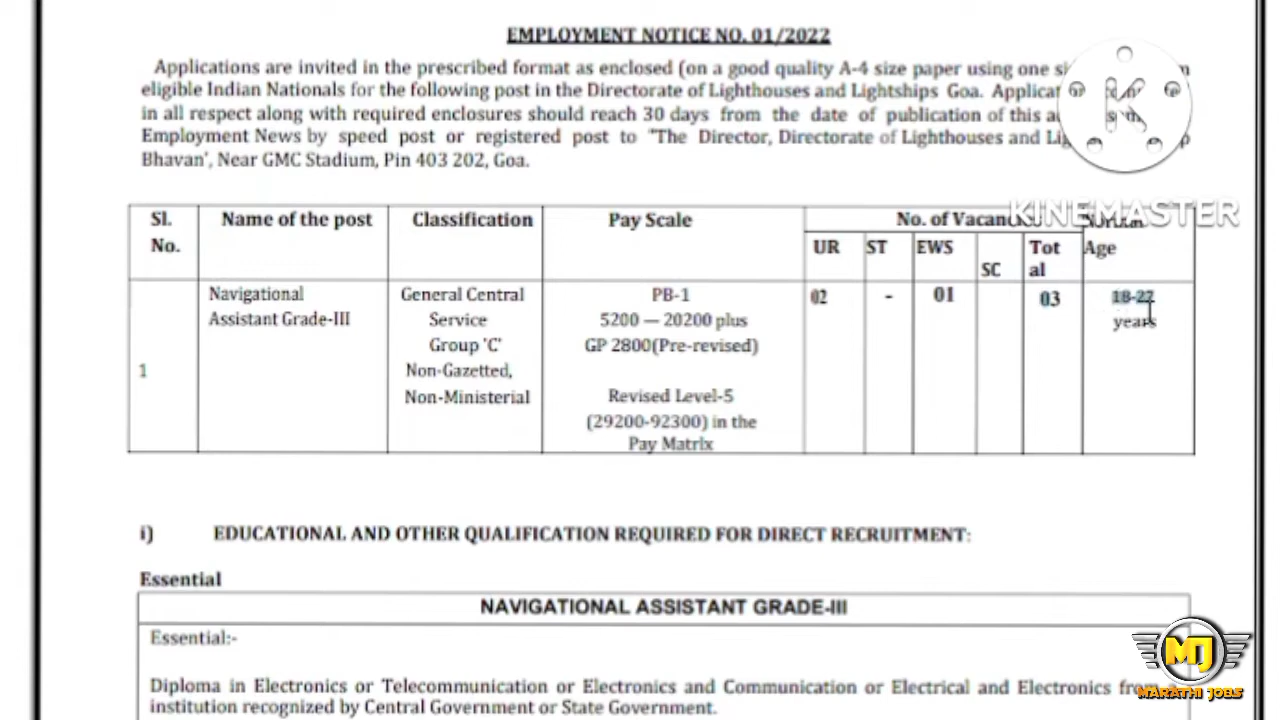 EMPLOYMENT NOTICE NO. 01/2022
Applications are invited in the prescribed format as enclosed (on a good quality A-4 size paper using one
eligible Indian Nationals for the following post in the Directorate of Lighthouses and Lightships Goa.
in all respect along with required enclosures should reach 30 days from the date of publication of this
Employment News by speed post or registered post to "The Director, Directorate of Lighthouses and
Bhavan', Near GMC Stadium, Pin 403 202, Goa.
KINEMASTER
Sl. No. Name of the post Classification Pay Scale No. of Age
UR ST EWS SC Total
1 Navigational Assistant Grade-III
General Central Service Group 'C' Non-Gazetted, Non-Ministerial
PB-1
5200 — 20200 plus
GP 2800(Pre-revised)
Revised Level-5
(29200-92300) in the
Pay Matrix
02 - 01 03
18-27
years
i) EDUCATIONAL AND OTHER QUALIFICATION REQUIRED FOR DIRECT RECRUITMENT:
Essential
NAVIGATIONAL ASSISTANT GRADE-III
Essential:-
Diploma in Electronics or Telecommunication or Electronics and Communication or Electrical and Electronics from
institution recognized by Central Government or State Government.
MJ
MARATHI JOBS